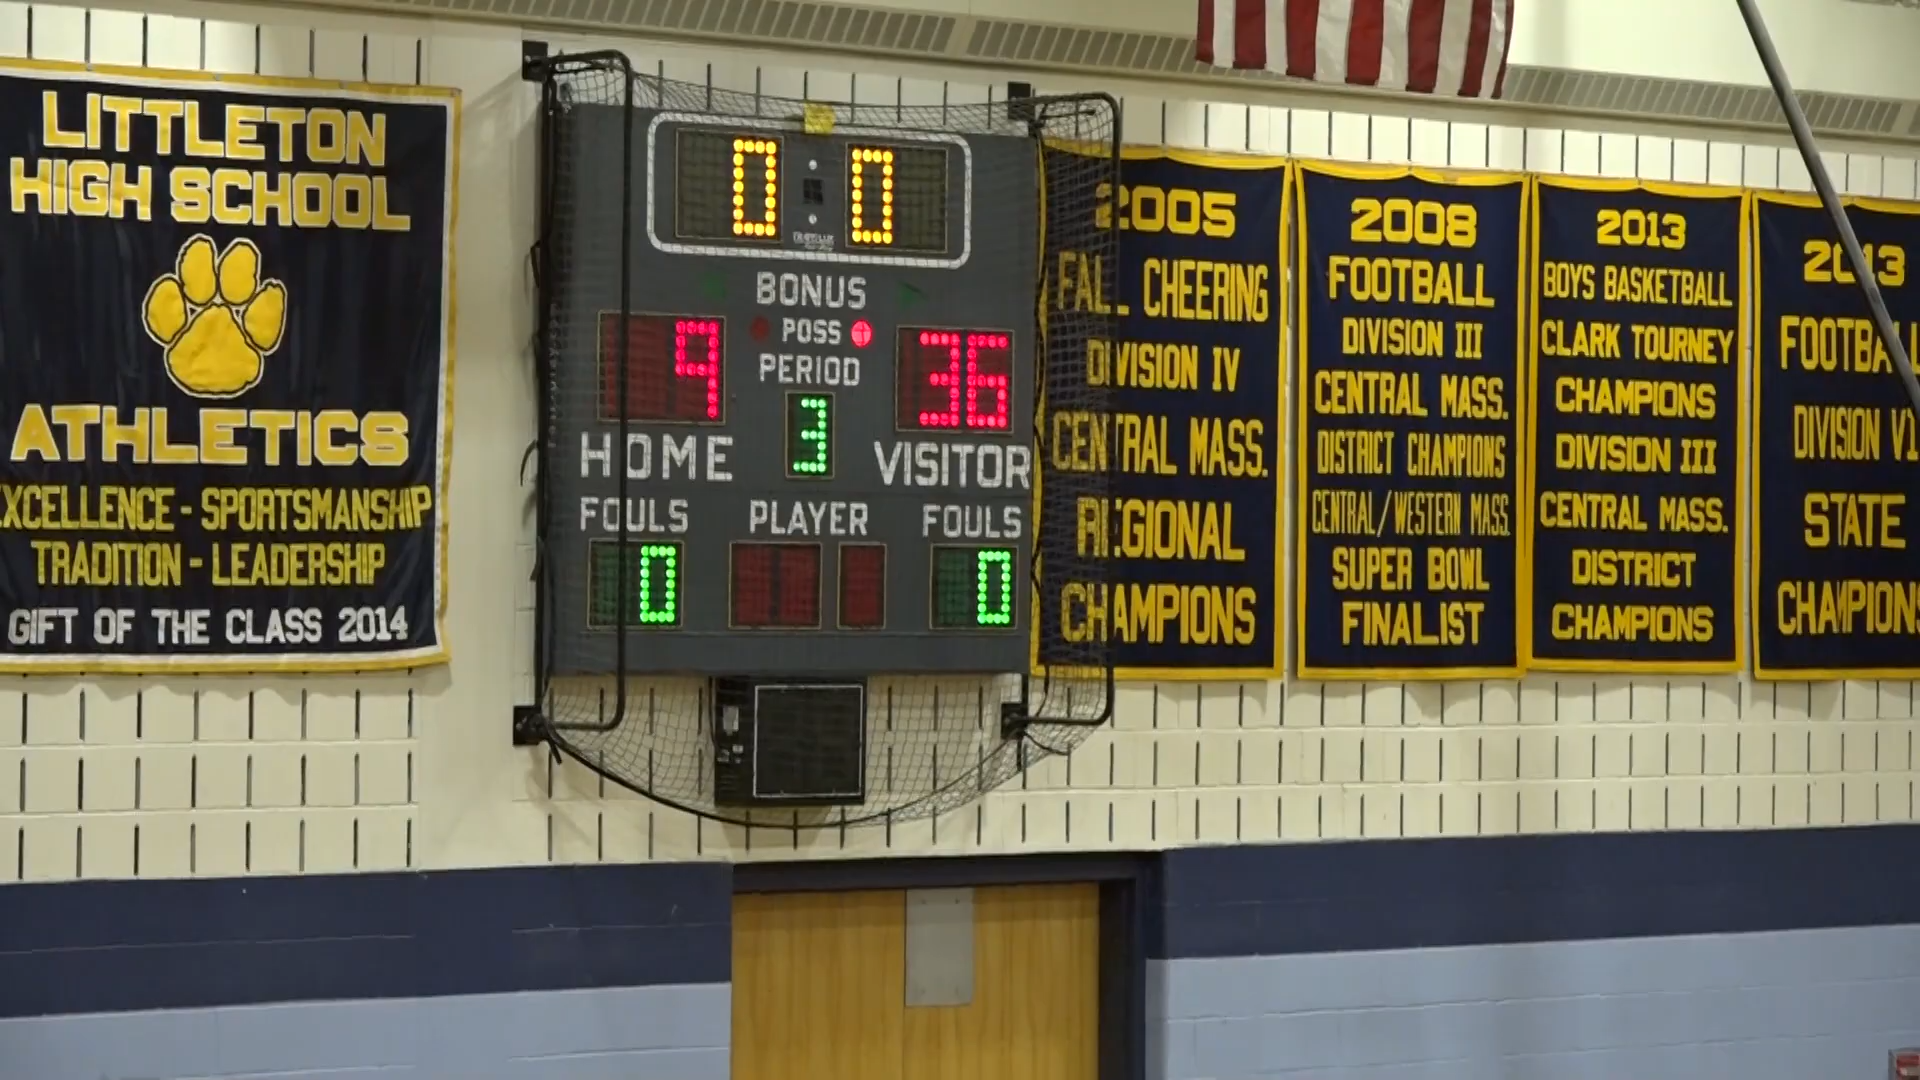 LITTLETON
HIGH SCHOOL
ATHLETICS
EXCELLENCE - SPORTSMANSHIP
TRADITION - LEADERSHIP
GIFT OF THE CLASS 2014
0 : 0
BONUS
POSS
PERIOD
9
3
36
HOME
VISITOR
FOULS
PLAYER
FOULS
0
0
2005
FALL CHEERING
DIVISION IV
CENTRAL MASS.
REGIONAL
CHAMPIONS
2008
FOOTBALL
DIVISION III
CENTRAL MASS.
DISTRICT CHAMPIONS
CENTRAL/WESTERN MASS.
SUPER BOWL
FINALIST
2013
BOYS BASKETBALL
CLARK TOURNEY
CHAMPIONS
DIVISION III
CENTRAL MASS.
DISTRICT
CHAMPIONS
2013
FOOTBALL
DIVISION VI
STATE
CHAMPIONS